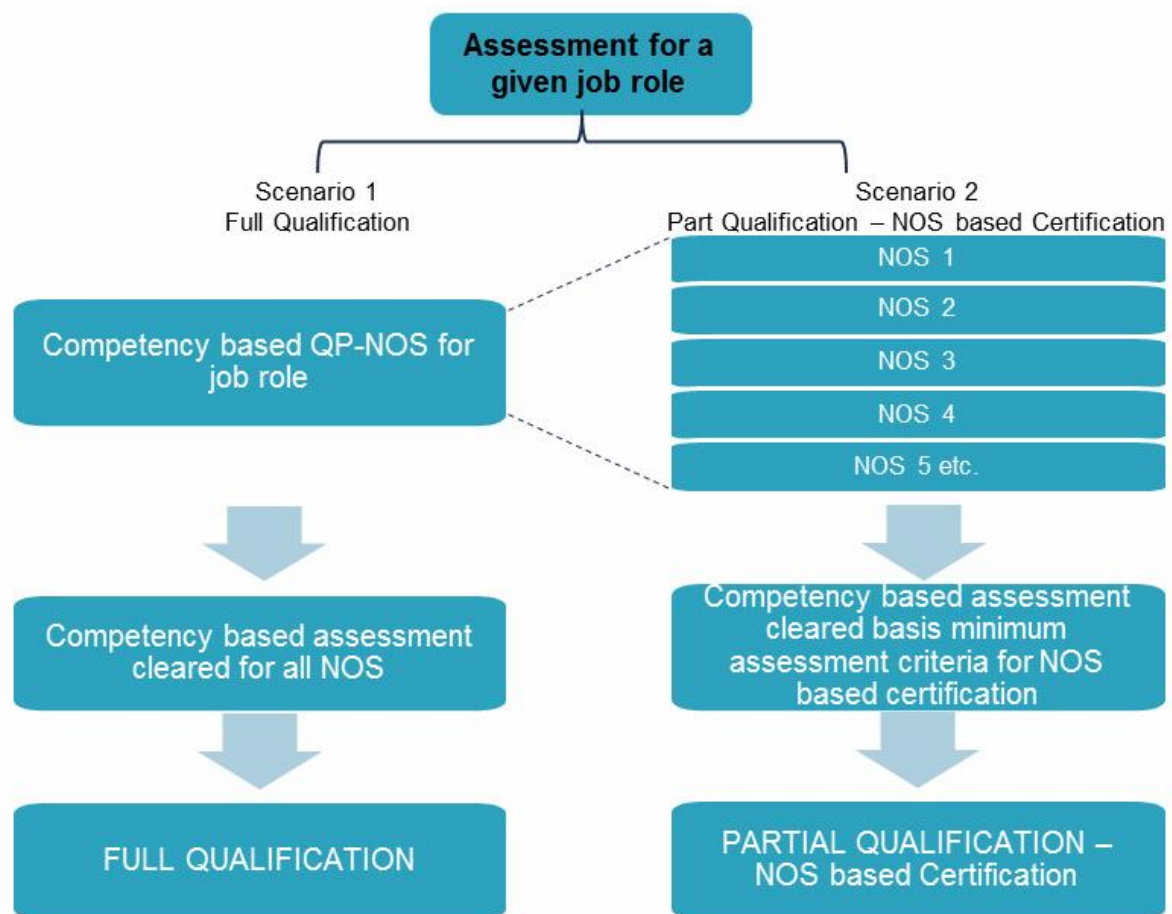 Assessment for a
given job role
Scenario 1
Full Qualification
Scenario 2
Part Qualification – NOS based Certification
Competency based QP-NOS for
job role
NOS 1
NOS 2
NOS 3
NOS 4
NOS 5 etc.
Competency based assessment
cleared for all NOS
Competency based assessment
cleared basis minimum
assessment criteria for NOS
based certification
FULL QUALIFICATION
PARTIAL QUALIFICATION –
NOS based Certification